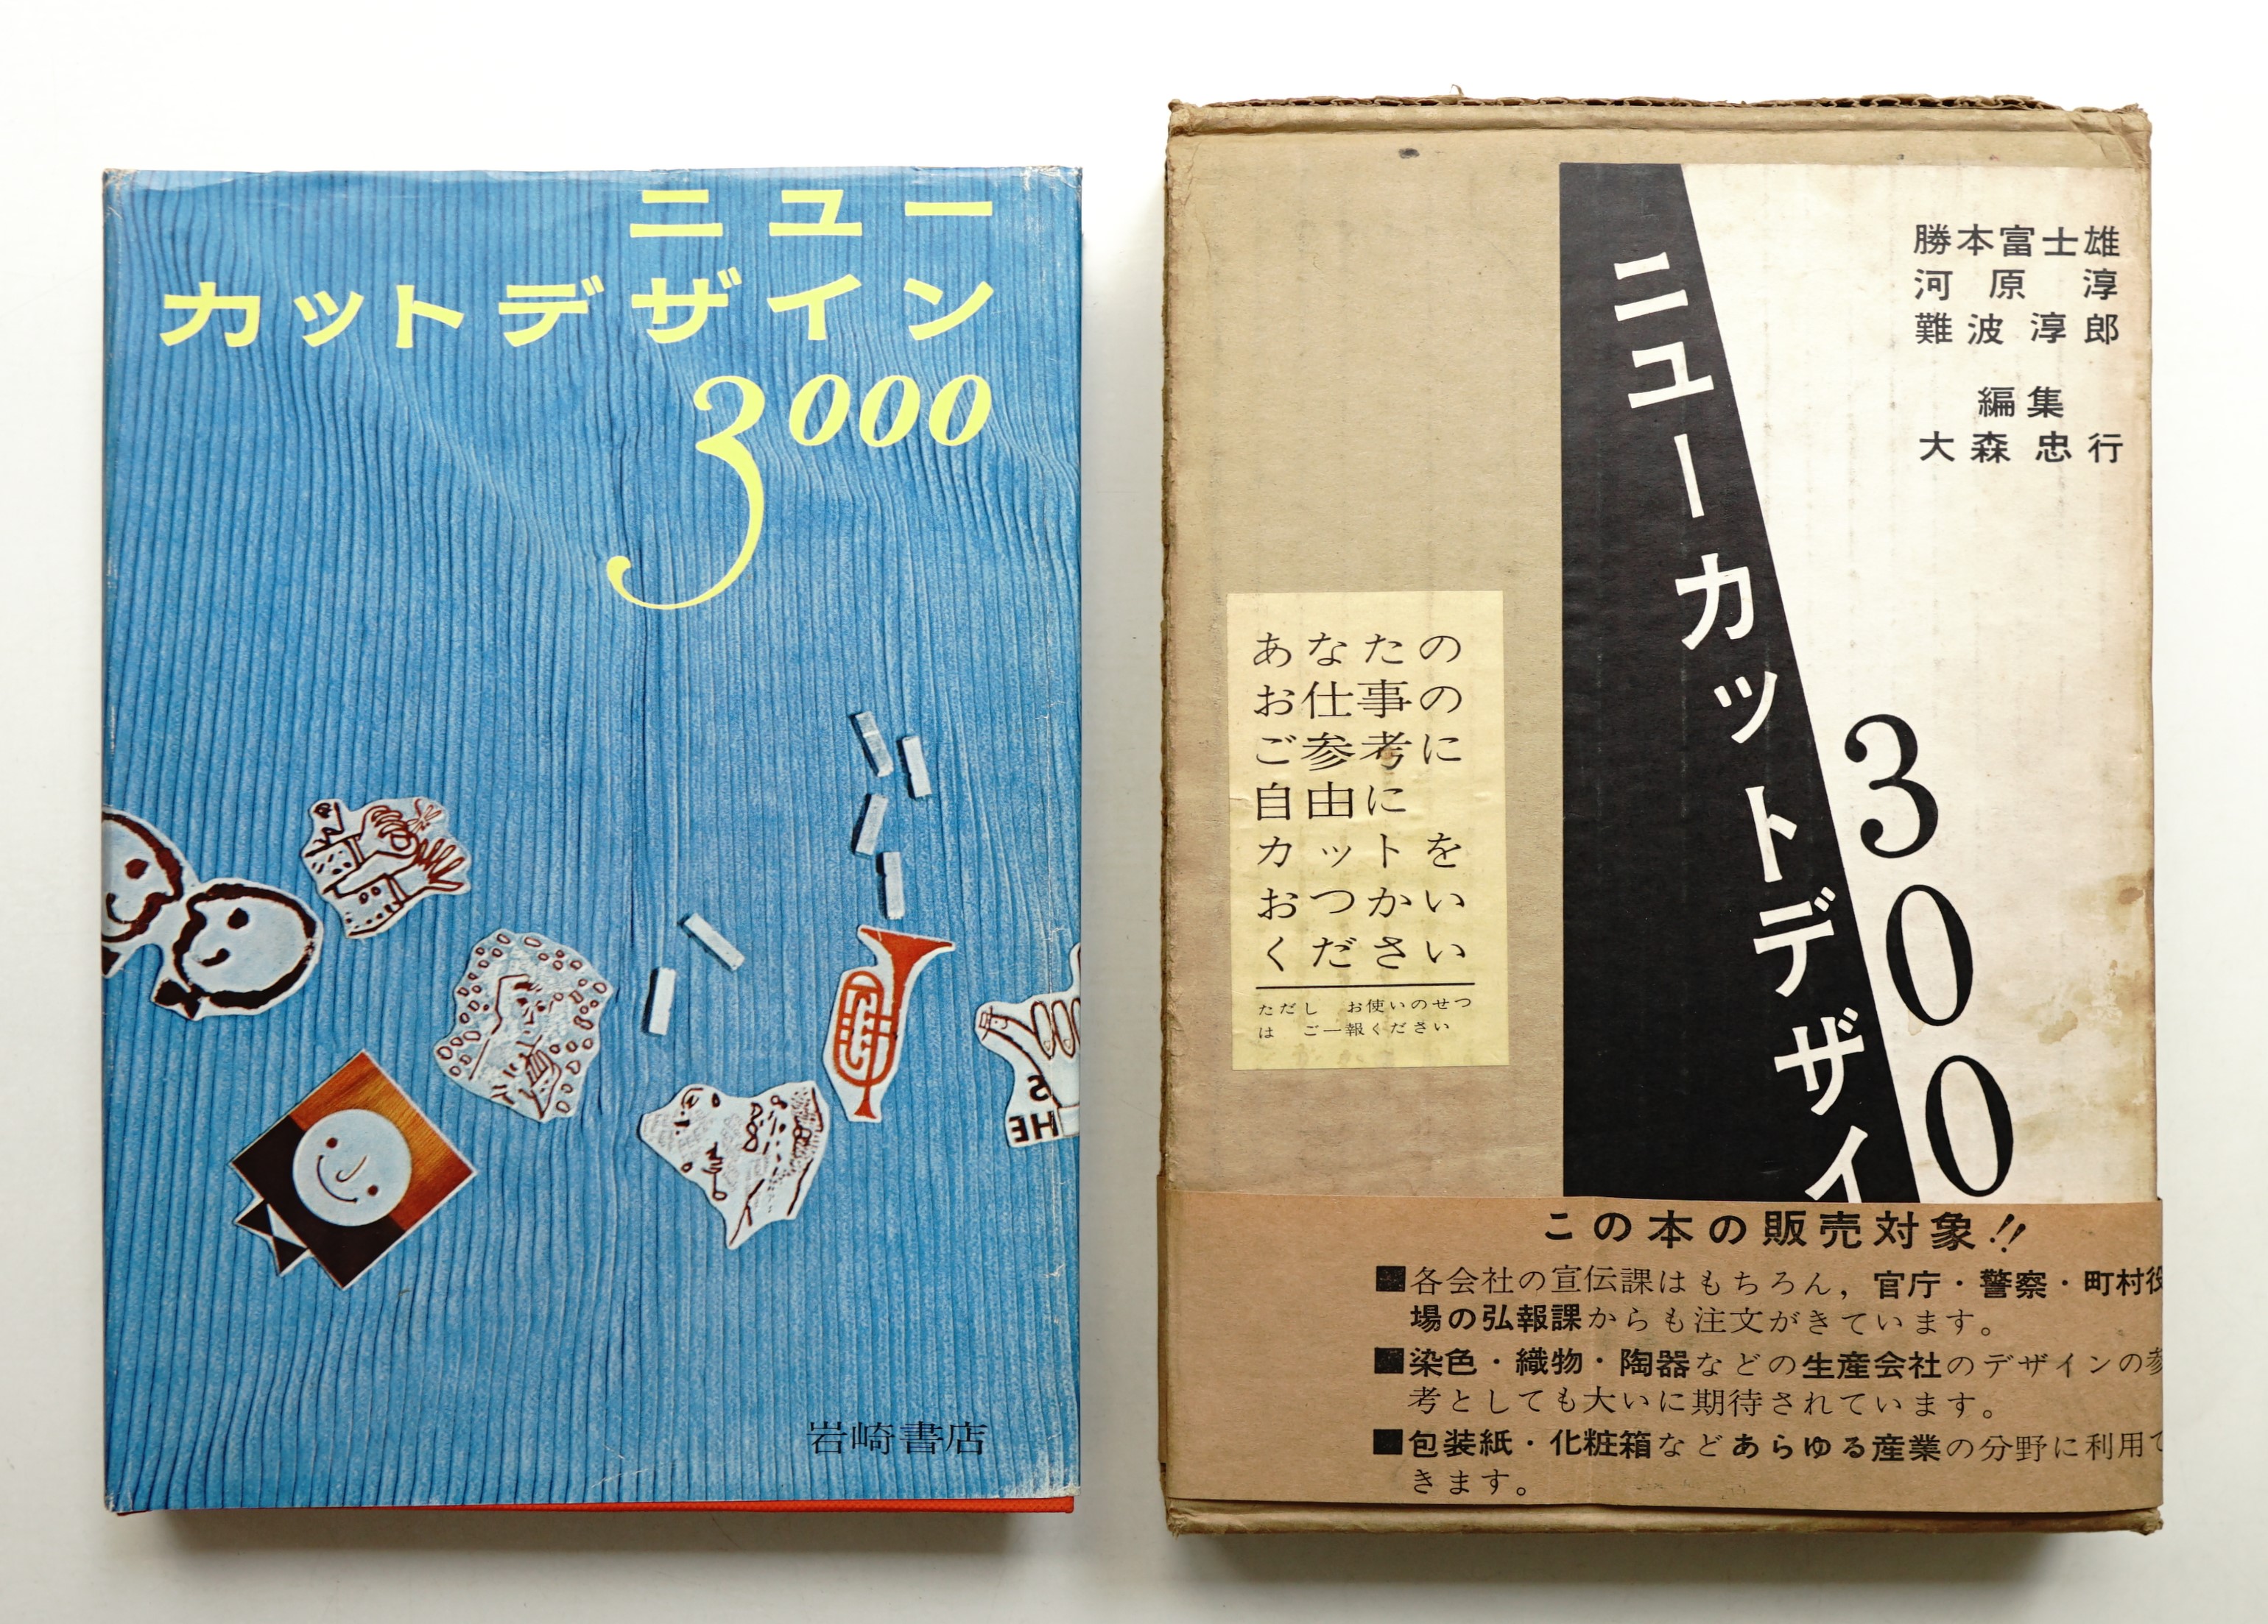 ニュー
カットデザイン
3000
岩崎書店
勝本富士雄
河原淳
難波淳郎
編集
大森忠行
ニューカットデザイ
300
あなたの
お仕事の
ご参考に
自由に
カットを
おつかい
ください
ただし　お使いのせつ
は　ご一報ください
この本の販売対象!!
■各会社の宣伝課はもちろん，官庁・警察・町村役
場の弘報課からも注文がきています。
■染色・織物・陶器などの生産会社のデザインの参
考としても大いに期待されています。
■包装紙・化粧箱などあらゆる産業の分野に利用で
きます。